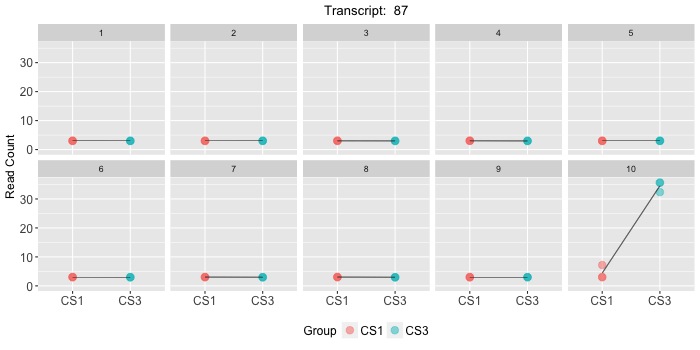 Transcript: 87
1 2 3 4 5
30
20
10
0
6 7 8 9 10
30
20
10
0
Read Count
CS1 CS3 CS1 CS3 CS1 CS3 CS1 CS3 CS1 CS3
Group CS1 CS3